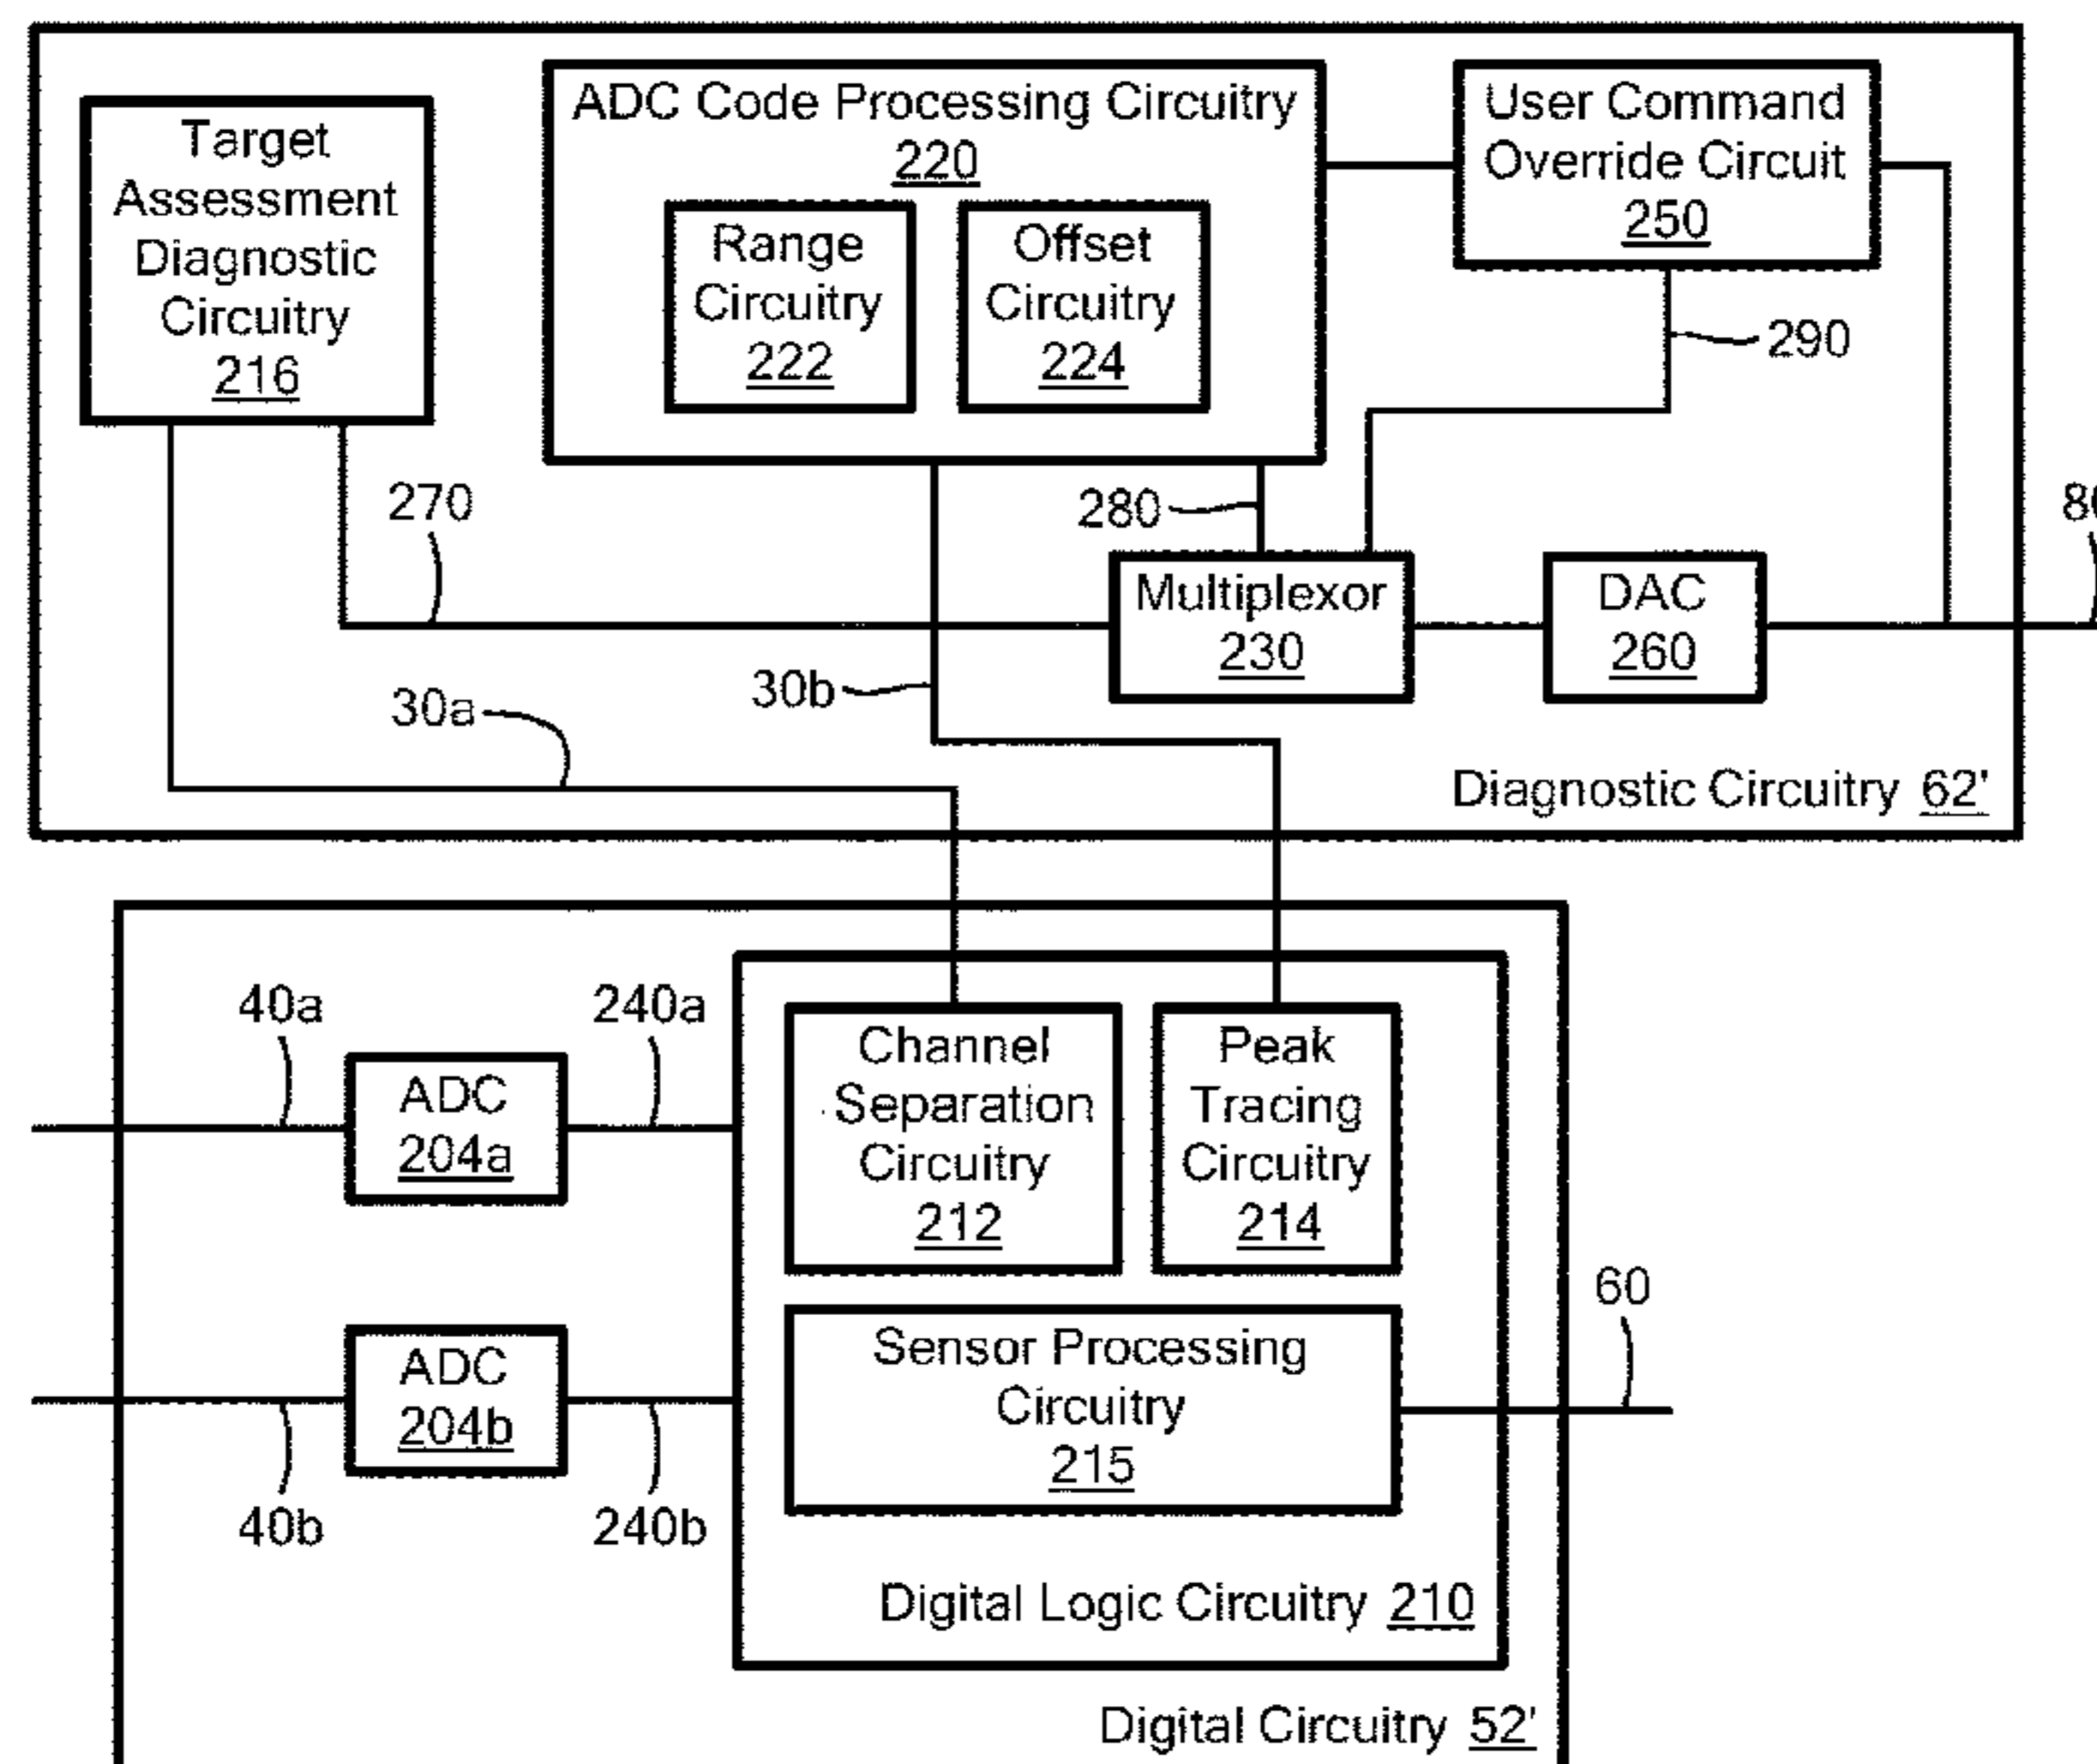 Target
Assessment
Diagnostic
Circuitry
216
ADC Code Processing Circuitry
220
Range
Circuitry
222
Offset
Circuitry
224
User Command
Override Circuit
250
290
270
280
Multiplexor
230
DAC
260
30b
30a
Diagnostic Circuitry 62'
40a
240a
ADC
204a
Channel
Separation
Circuitry
212
Peak
Tracing
Circuitry
214
60
ADC
204b
Sensor Processing
Circuitry
215
40b
240b
Digital Logic Circuitry 210
Digital Circuitry 52'